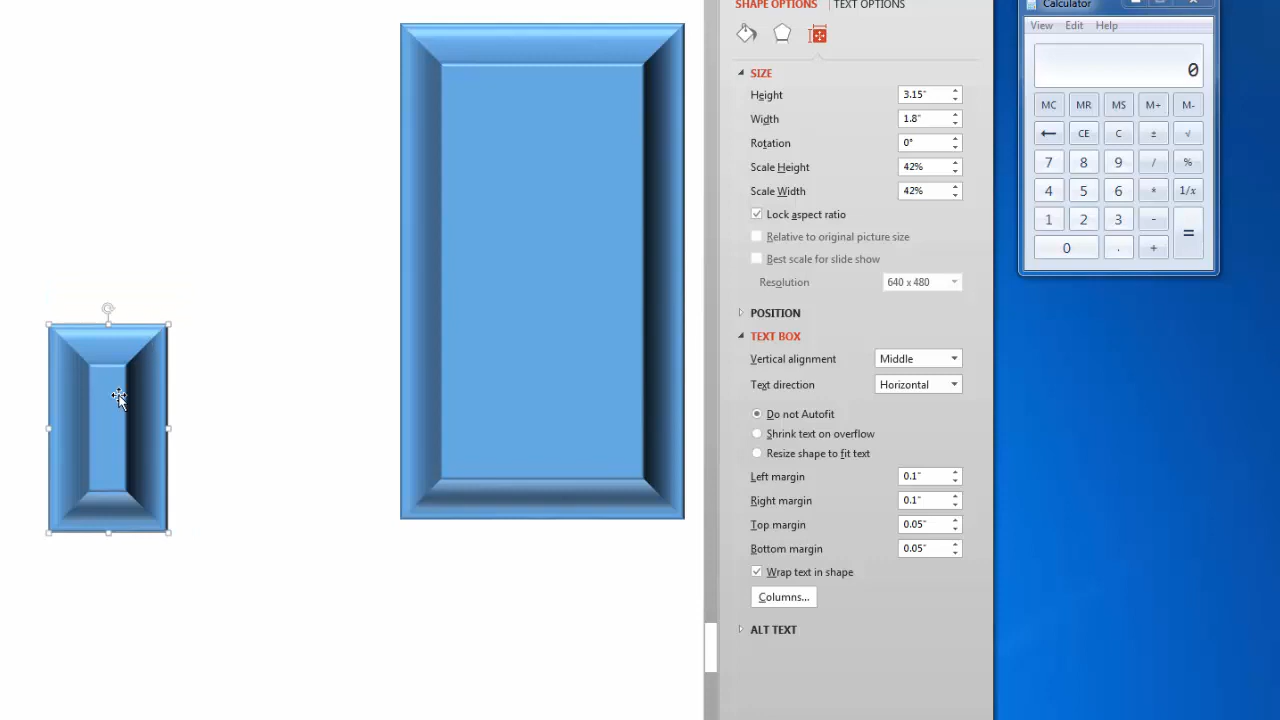 SHAPE OPTIONS TEXT OPTIONS
SIZE
Height 3.15"
Width 1.8"
Rotation 0°
Scale Height 42%
Scale Width 42%
Lock aspect ratio
Relative to original picture size
Best scale for slide show
Resolution 640 x 480
POSITION
TEXT BOX
Vertical alignment Middle
Text direction Horizontal
Do not Autofit
Shrink text on overflow
Resize shape to fit text
Left margin 0.1"
Right margin 0.1"
Top margin 0.05"
Bottom margin 0.05"
Wrap text in shape
Columns...
ALT TEXT
Calculator
View Edit Help
0
MC MR MS M+ M-
← CE C ± √
7 8 9 / %
4 5 6 * 1/x
1 2 3 - =
0 . +